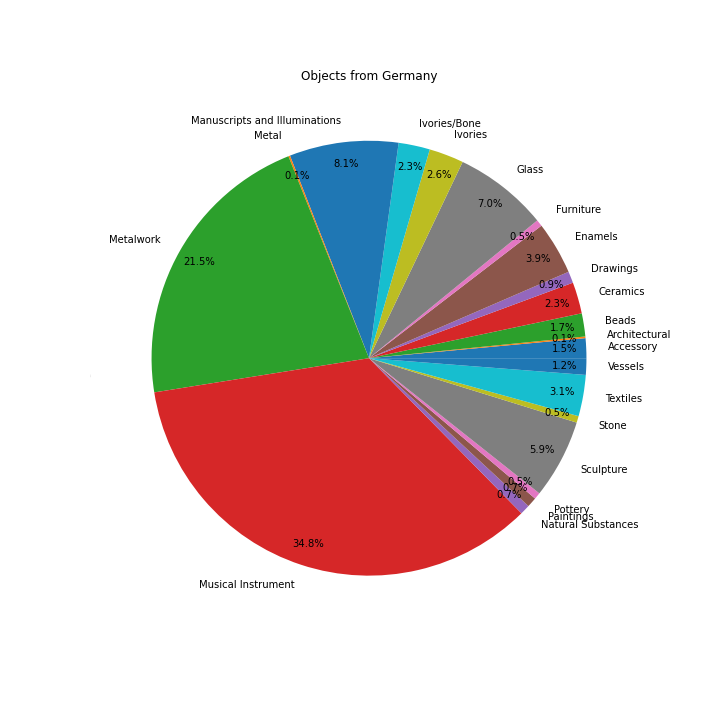 Objects from Germany
Manuscripts and Illuminations
Ivories/Bone
Ivories
Metal
8.1%
2.3%
2.6%
Glass
0.1%
7.0%
Furniture
0.5%
Enamels
Metalwork
3.9%
21.5%
Drawings
0.9%
Ceramics
2.3%
Beads
1.7%
Architectural
0.1%
Accessory
1.5%
Vessels
1.2%
3.1%
Textiles
0.5%
Stone
5.9%
Sculpture
0.5%
0.7%
0.7%
Pottery
Paintings
Natural Substances
34.8%
Musical Instrument